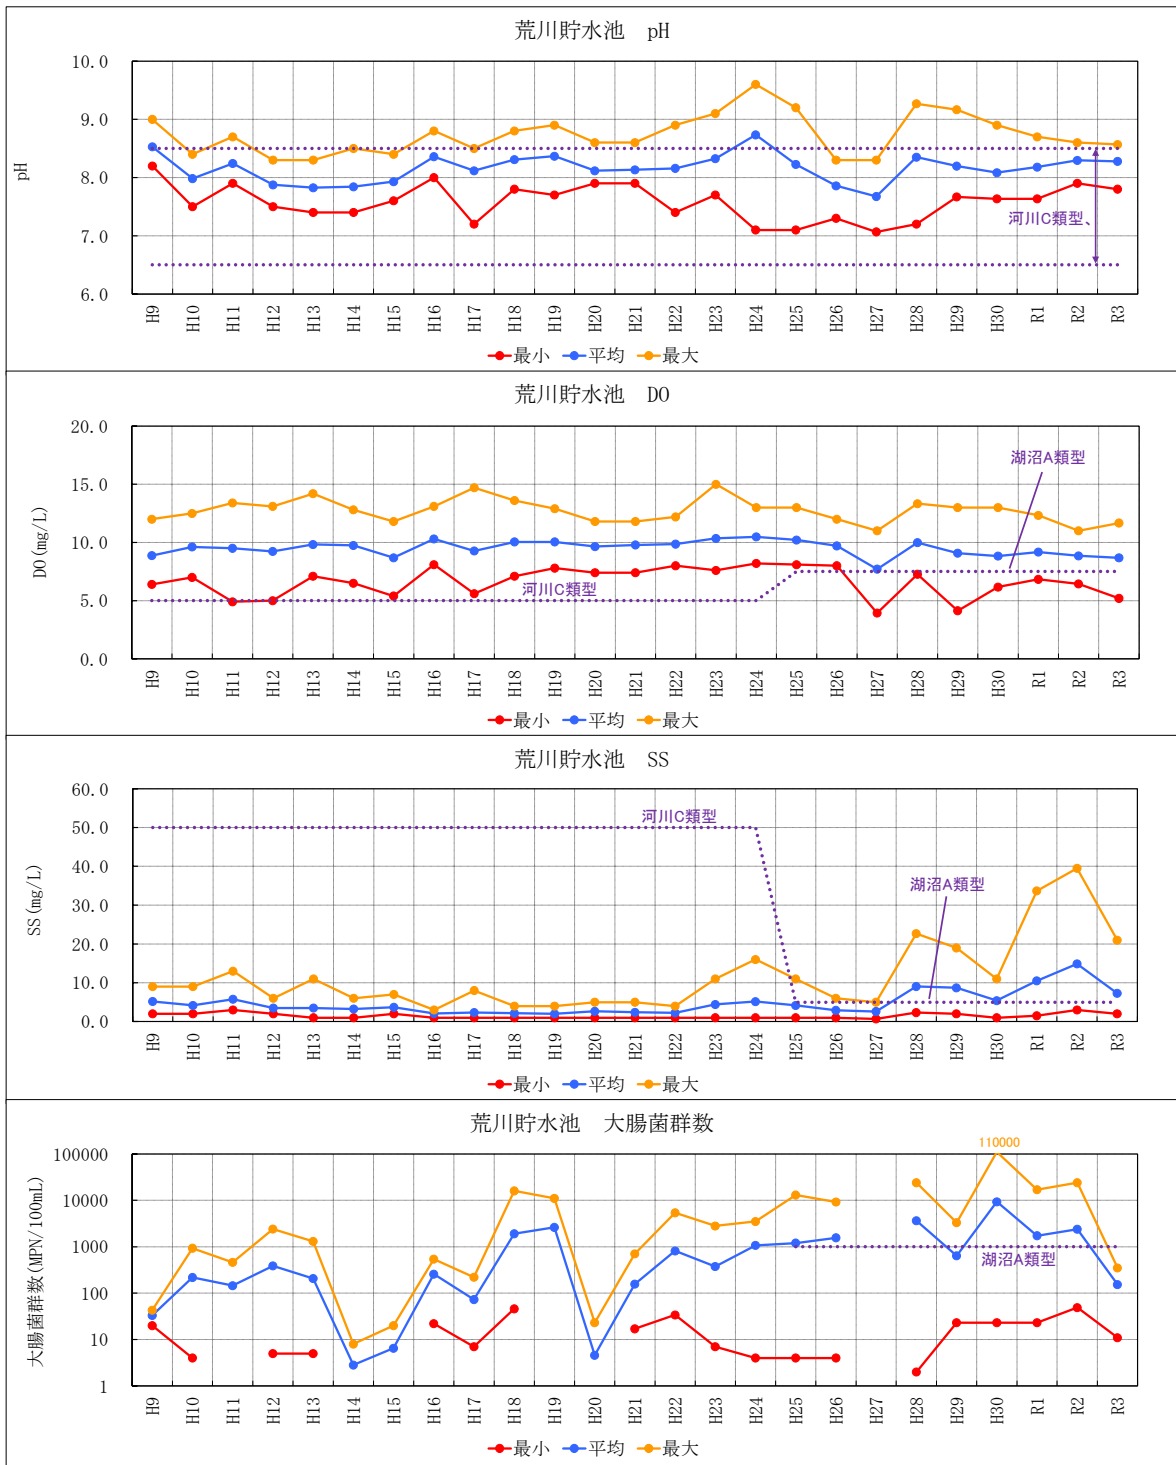 荒川貯水池　pH
10.0
9.0
8.0
7.0
6.0
pH
河川C類型、
H9 H10 H11 H12 H13 H14 H15 H16 H17 H18 H19 H20 H21 H22 H23 H24 H25 H26 H27 H28 H29 H30 R1 R2 R3
最小 平均 最大
荒川貯水池　DO
20.0
15.0
10.0
5.0
0.0
DO(mg/L)
湖沼A類型
河川C類型
H9 H10 H11 H12 H13 H14 H15 H16 H17 H18 H19 H20 H21 H22 H23 H24 H25 H26 H27 H28 H29 H30 R1 R2 R3
最小 平均 最大
荒川貯水池　SS
60.0
50.0
40.0
30.0
20.0
10.0
0.0
SS(mg/L)
河川C類型
湖沼A類型
H9 H10 H11 H12 H13 H14 H15 H16 H17 H18 H19 H20 H21 H22 H23 H24 H25 H26 H27 H28 H29 H30 R1 R2 R3
最小 平均 最大
荒川貯水池　大腸菌群数
110000
100000
10000
1000
100
10
1
大腸菌群数(MPN/100mL)
湖沼A類型
H9 H10 H11 H12 H13 H14 H15 H16 H17 H18 H19 H20 H21 H22 H23 H24 H25 H26 H27 H28 H29 H30 R1 R2 R3
最小 平均 最大